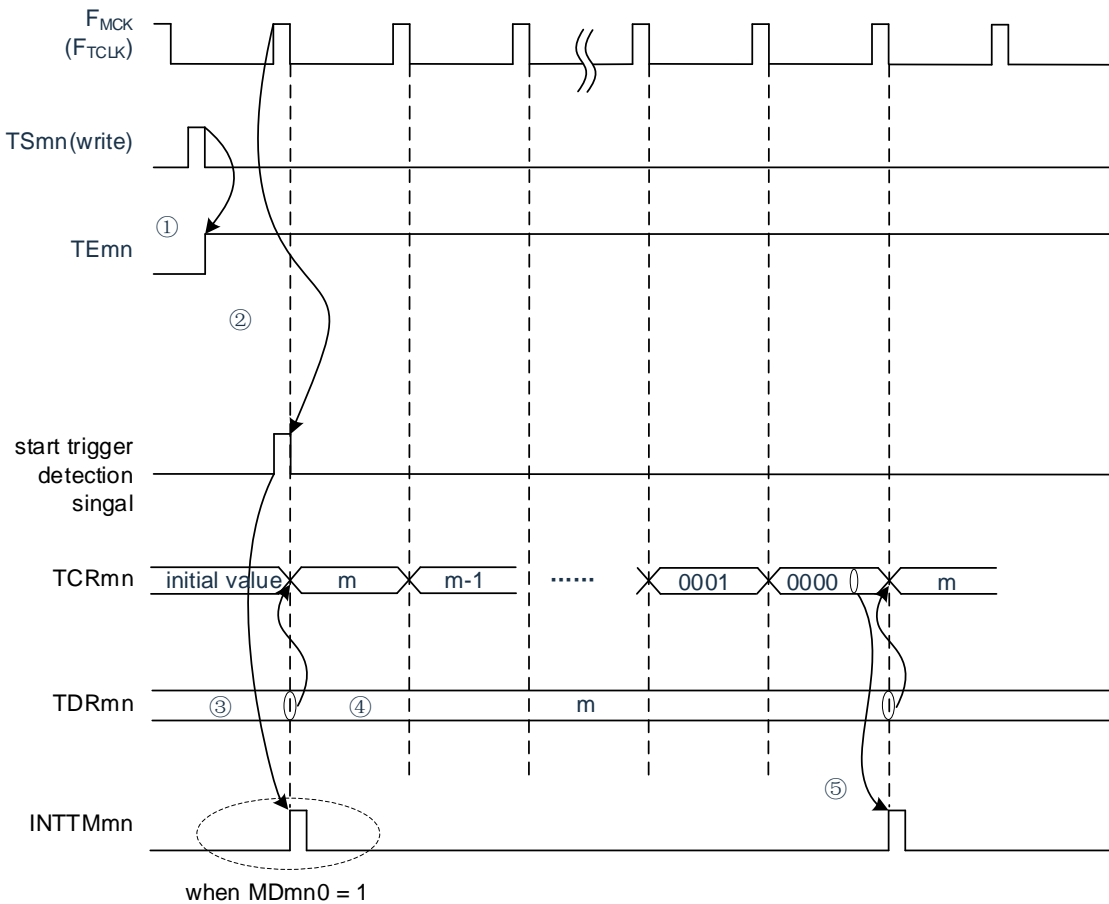 FMCK
(FTCLK)
TSmn(write)
①
TEmn
②
start trigger
detection
singal
TCRmn initial value m m-1 ...... 0001 0000 m
TDRmn ③ ④ m
⑤
INTTMmn
when MDmn0 = 1